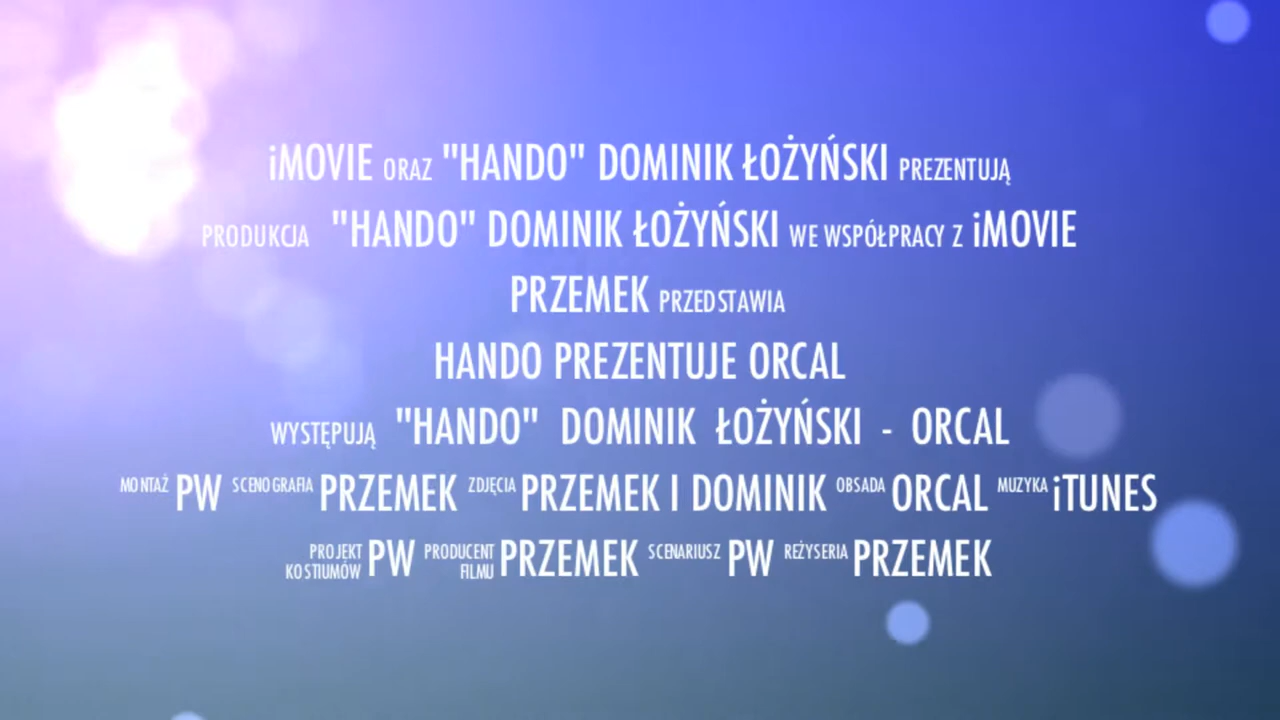 iMOVIE ORAZ "HANDO" DOMINIK ŁOŻYŃSKI PREZENTUJĄ
PRODUKCJA "HANDO" DOMINIK ŁOŻYŃSKI WE WSPÓŁPRACY Z iMOVIE
PRZEMEK PRZEDSTAWIA
HANDO PREZENTUJE ORCAL
WYSTĘPUJĄ "HANDO" DOMINIK ŁOŻYŃSKI - ORCAL
MONTAŻ PW SCENOGRAFIA PRZEMEK ZDJĘCIA PRZEMEK I DOMINIK OBSADA ORCAL MUZYKA iTUNES
PROJEKT KOSTIUMÓW PW PRODUCENT FILMU PRZEMEK SCENARIUSZ PW REŻYSERIA PRZEMEK